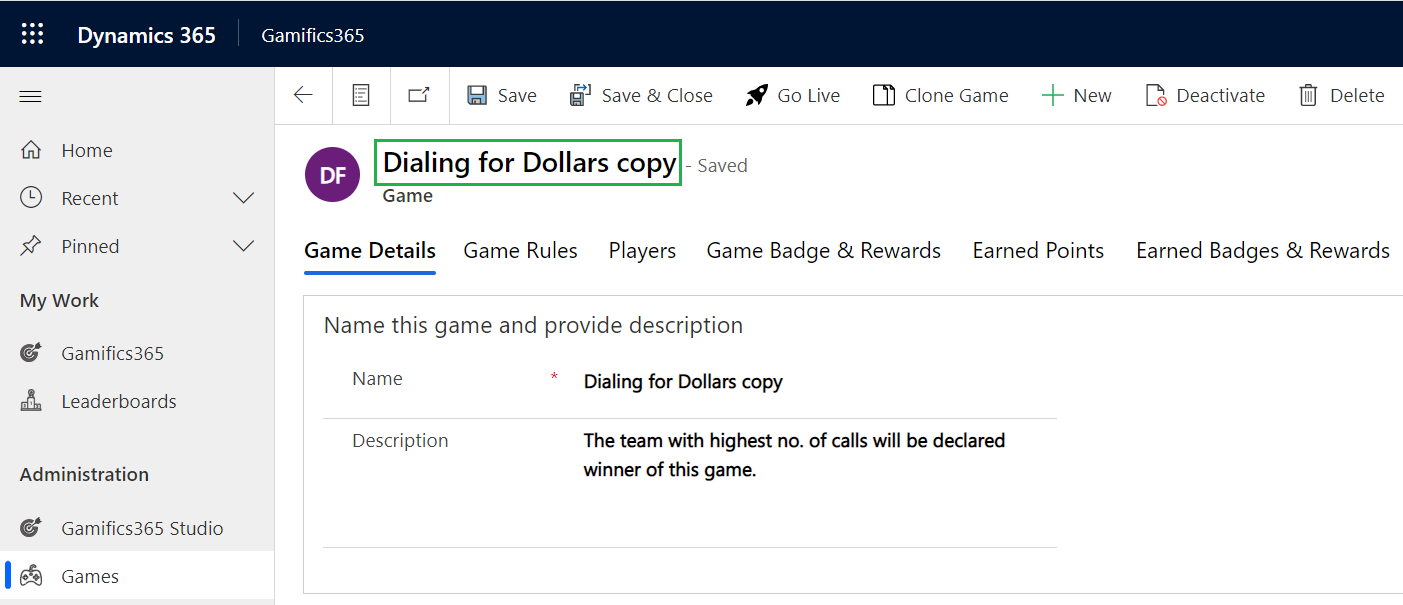 Dynamics 365 Gamifics365
Save Save & Close Go Live Clone Game New Deactivate Delete
Home
Recent
Pinned
My Work
Gamifics365
Leaderboards
Administration
Gamifics365 Studio
Games
DF
Dialing for Dollars copy - Saved
Game
Game Details Game Rules Players Game Badge & Rewards Earned Points Earned Badges & Rewards
Name this game and provide description
Name * Dialing for Dollars copy
Description The team with highest no. of calls will be declared
winner of this game.